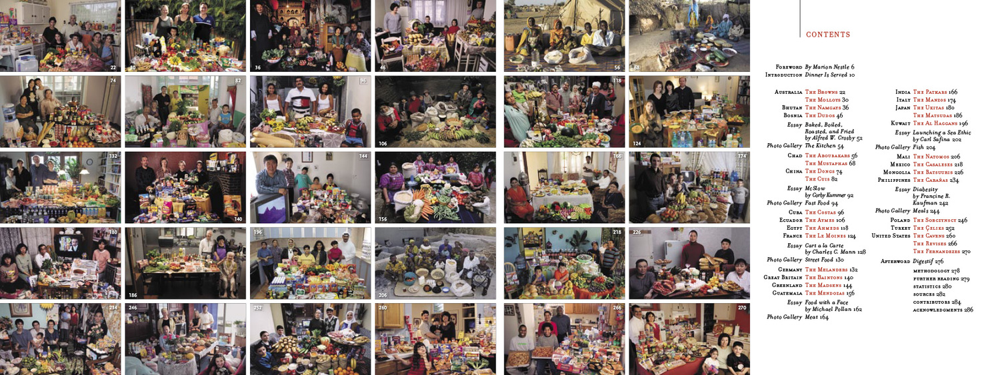 22
30
36
46
56
68
74
82
96
106
118
124
132
140
144
156
166
174
180
186
196
206
218
226
234
246
252
260
266
270
CONTENTS
Foreword By Marion Nestle 6
Introduction Dinner Is Served 10
Australia The Browns 22
The Molloys 30
Bhutan The Namgays 36
Bosnia The Dudos 46
Essay Baked, Boiled,
Roasted, and Fried
by Alfred W. Crosby 52
Photo Gallery The Kitchen 54
Chad The Aboubakars 56
The Mustaphas 68
China The Dongs 74
The Cuis 82
Essay McSlow
by Corby Kummer 92
Photo Gallery Fast Food 94
Cuba The Costas 96
Ecuador The Aymes 106
Egypt The Ahmeds 118
France The Le Moines 124
Essay Cart a la Carte
by Charles C. Mann 128
Photo Gallery Street Food 130
Germany The Melanders 132
Great Britain The Baintons 140
Greenland The Madsens 144
Guatemala The Mendozas 156
Essay Food with a Face
by Michael Pollan 162
Photo Gallery Meat 164
India The Patkars 166
Italy The Manzos 174
Japan The Ukitas 180
The Matsudas 186
Kuwait The Al Haggans 196
Essay Launching a Sea Ethic
by Carl Safina 202
Photo Gallery Fish 204
Mali The Natomos 206
Mexico The Casaleses 218
Mongolia The Batsuuris 226
Philippines The Cabañas 234
Essay Diabesity
by Francine R.
Kaufman 242
Photo Gallery Meals 244
Poland The Sobczynscy 246
Turkey The Çeliks 252
United States The Cavens 260
The Revises 266
The Fernandezes 270
Afterword Digestif 276
METHODOLOGY 278
FURTHER READING 279
STATISTICS 280
SOURCES 282
CONTRIBUTORS 284
ACKNOWLEDGMENTS 286